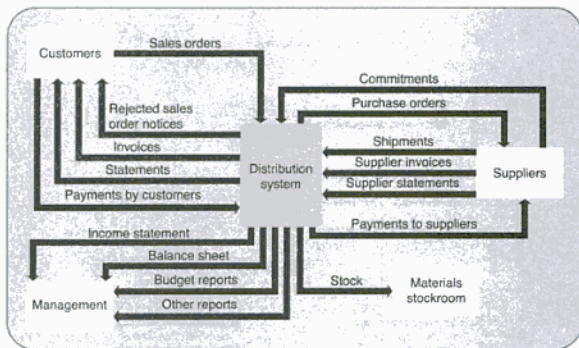 Customers
Sales orders
Commitments
Purchase orders
Rejected sales
order notices
Invoices
Statements
Payments by customers
Distribution
system
Shipments
Supplier invoices
Supplier statements
Suppliers
Payments to suppliers
Income statement
Balance sheet
Budget reports
Other reports
Management
Stock
Materials
stockroom